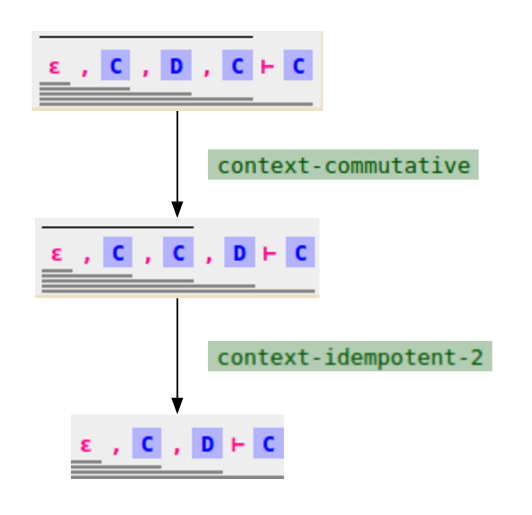 ε , C , D , C ⊢ C
context-commutative
ε , C , C , D ⊢ C
context-idempotent-2
ε , C , D ⊢ C